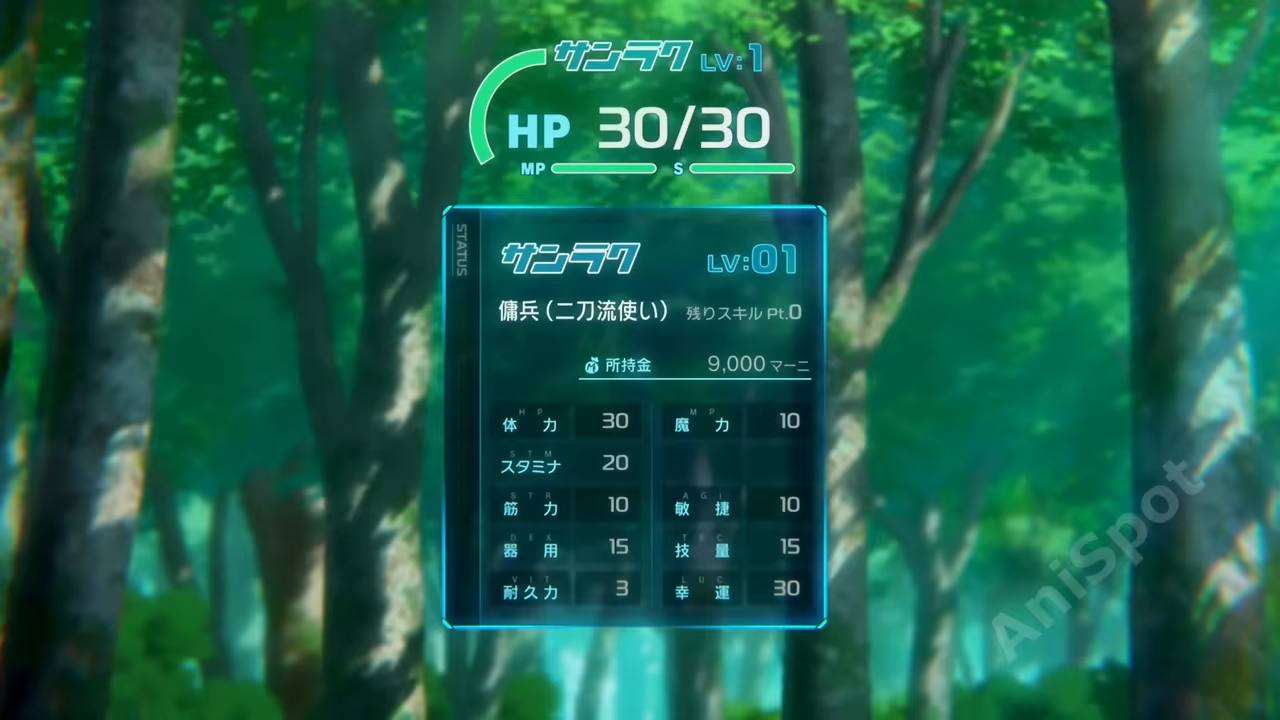 サンラク LV:1
HP 30/30
MP S
STATUS
サンラク LV:01
傭兵（二刀流使い） 残りスキル Pt.0
所持金 9,000 マーニ
HP MP
体力 30 魔力 10
STM
スタミナ 20
STR AGI
筋力 10 敏捷 10
DEX TEC
器用 15 技量 15
VIT LUC
耐久力 3 幸運 30
AniSpot